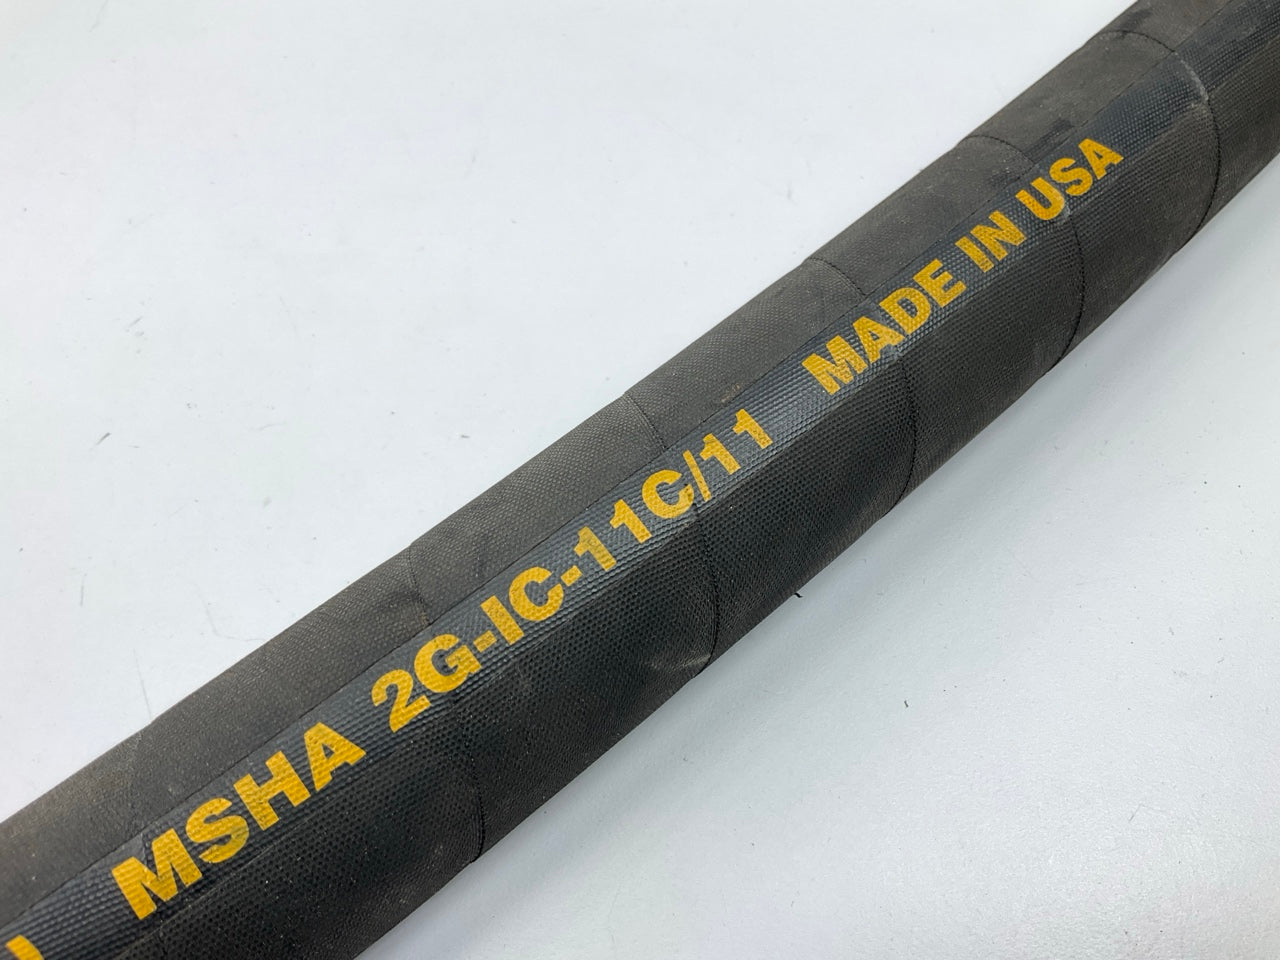 MSHA 2G-IC-11C/11 MADE IN USA